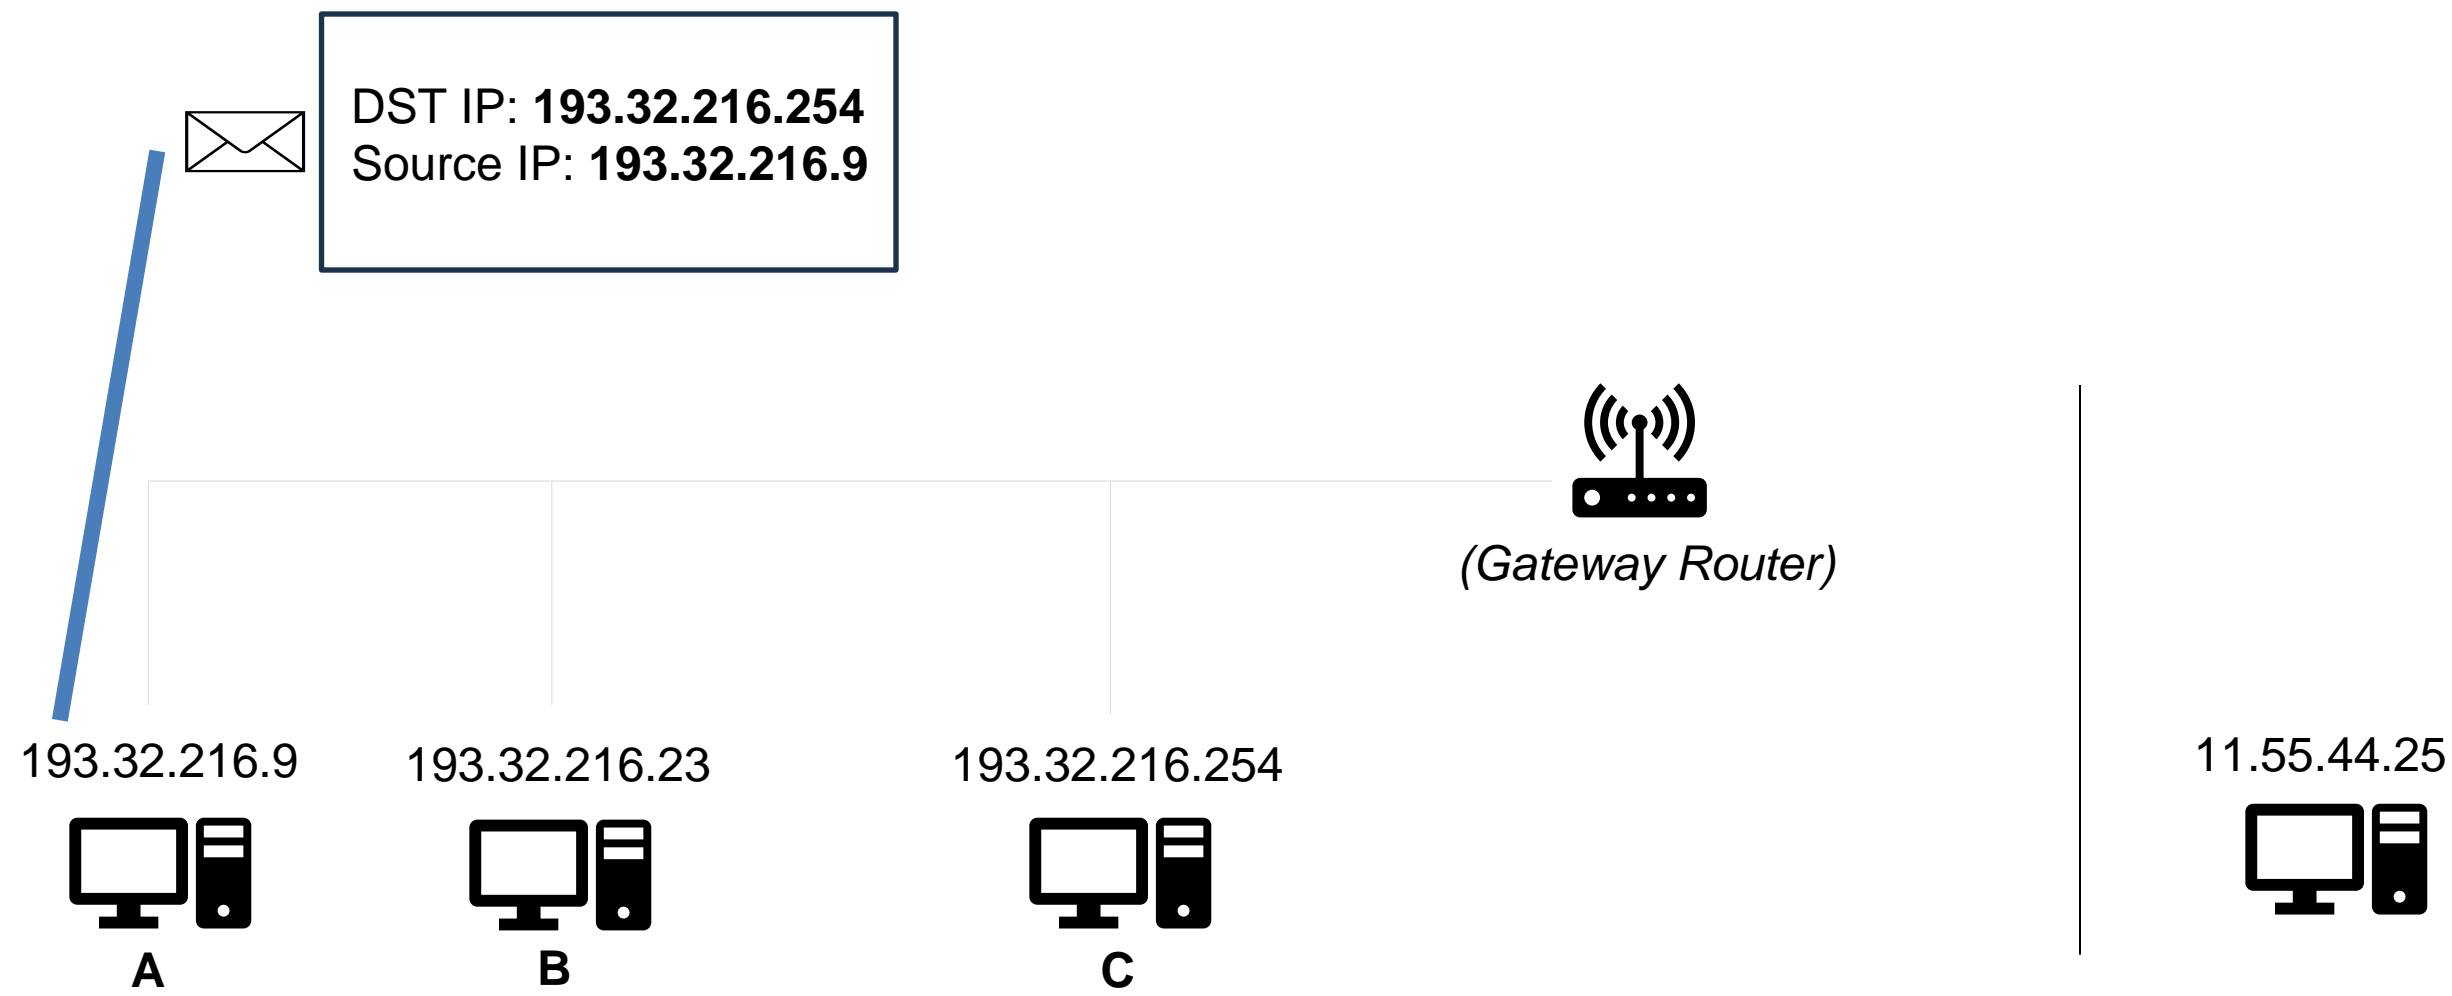 DST IP: 193.32.216.254
Source IP: 193.32.216.9
(Gateway Router)
193.32.216.9
193.32.216.23
193.32.216.254
11.55.44.25
A
B
C